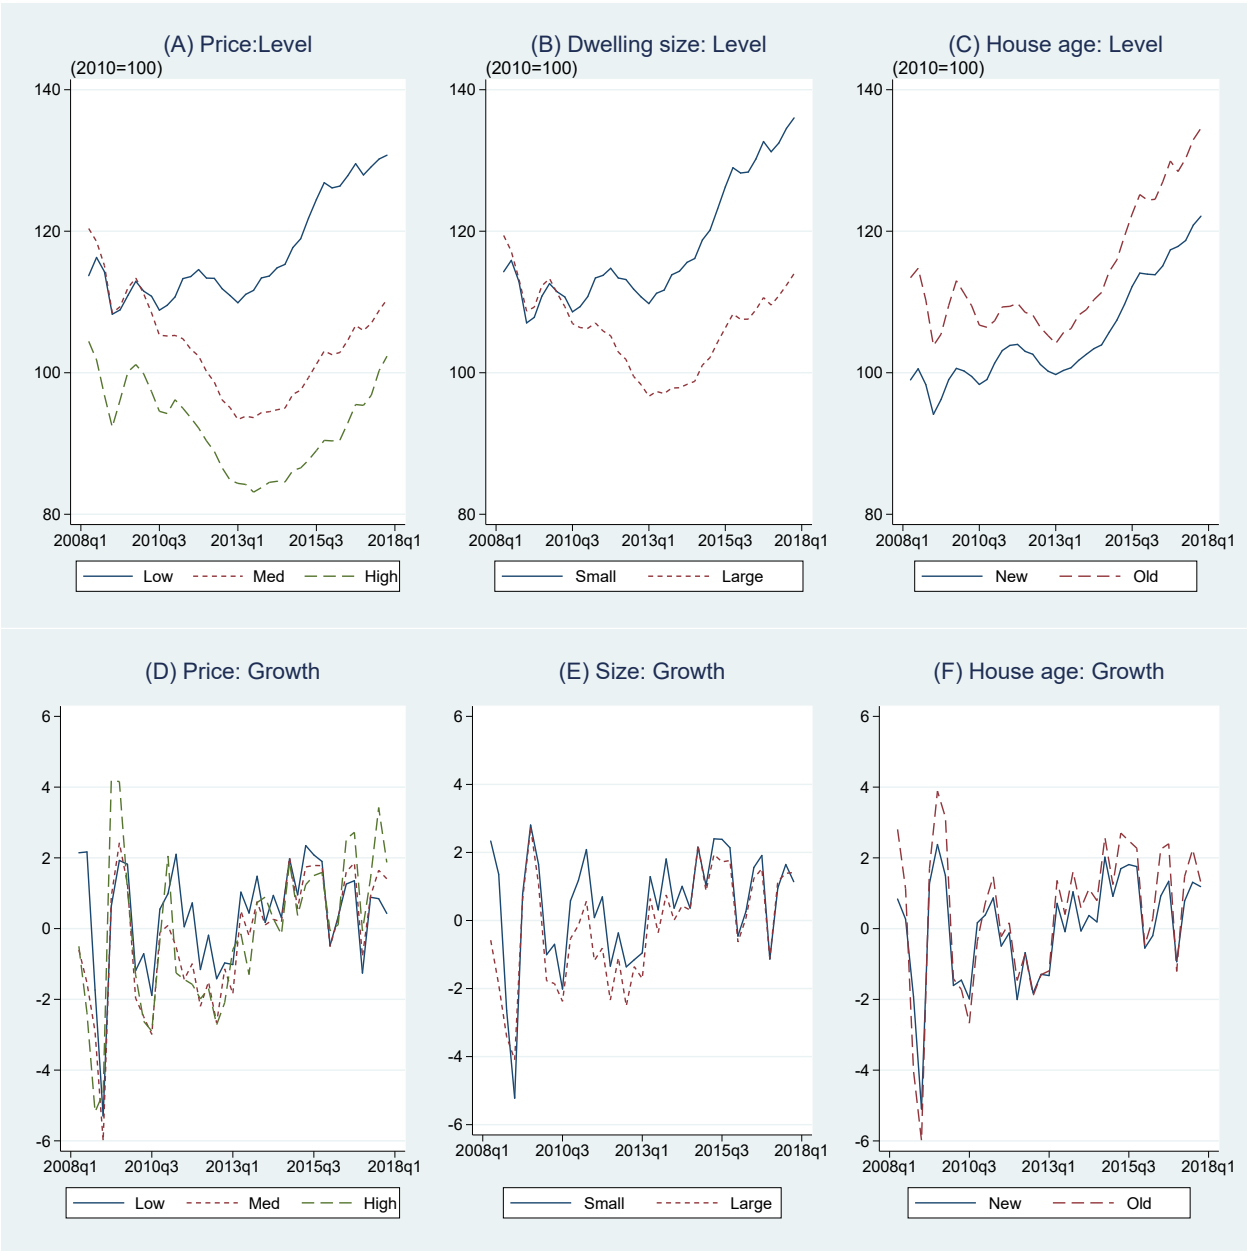 (A) Price:Level
(2010=100)
140
120
100
80
2008q1 2010q3 2013q1 2015q3 2018q1
Low Med High
(B) Dwelling size: Level
(2010=100)
140
120
100
80
2008q1 2010q3 2013q1 2015q3 2018q1
Small Large
(C) House age: Level
(2010=100)
140
120
100
80
2008q1 2010q3 2013q1 2015q3 2018q1
New Old
(D) Price: Growth
6
4
2
0
-2
-4
-6
2008q1 2010q3 2013q1 2015q3 2018q1
Low Med High
(E) Size: Growth
6
4
2
0
-2
-4
-6
2008q1 2010q3 2013q1 2015q3 2018q1
Small Large
(F) House age: Growth
6
4
2
0
-2
-4
-6
2008q1 2010q3 2013q1 2015q3 2018q1
New Old